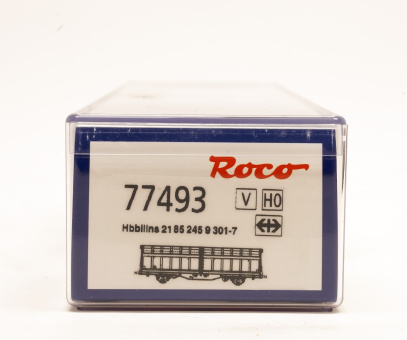 Roco
77493 V H0
Hbbillns 21 85 245 9 301-7